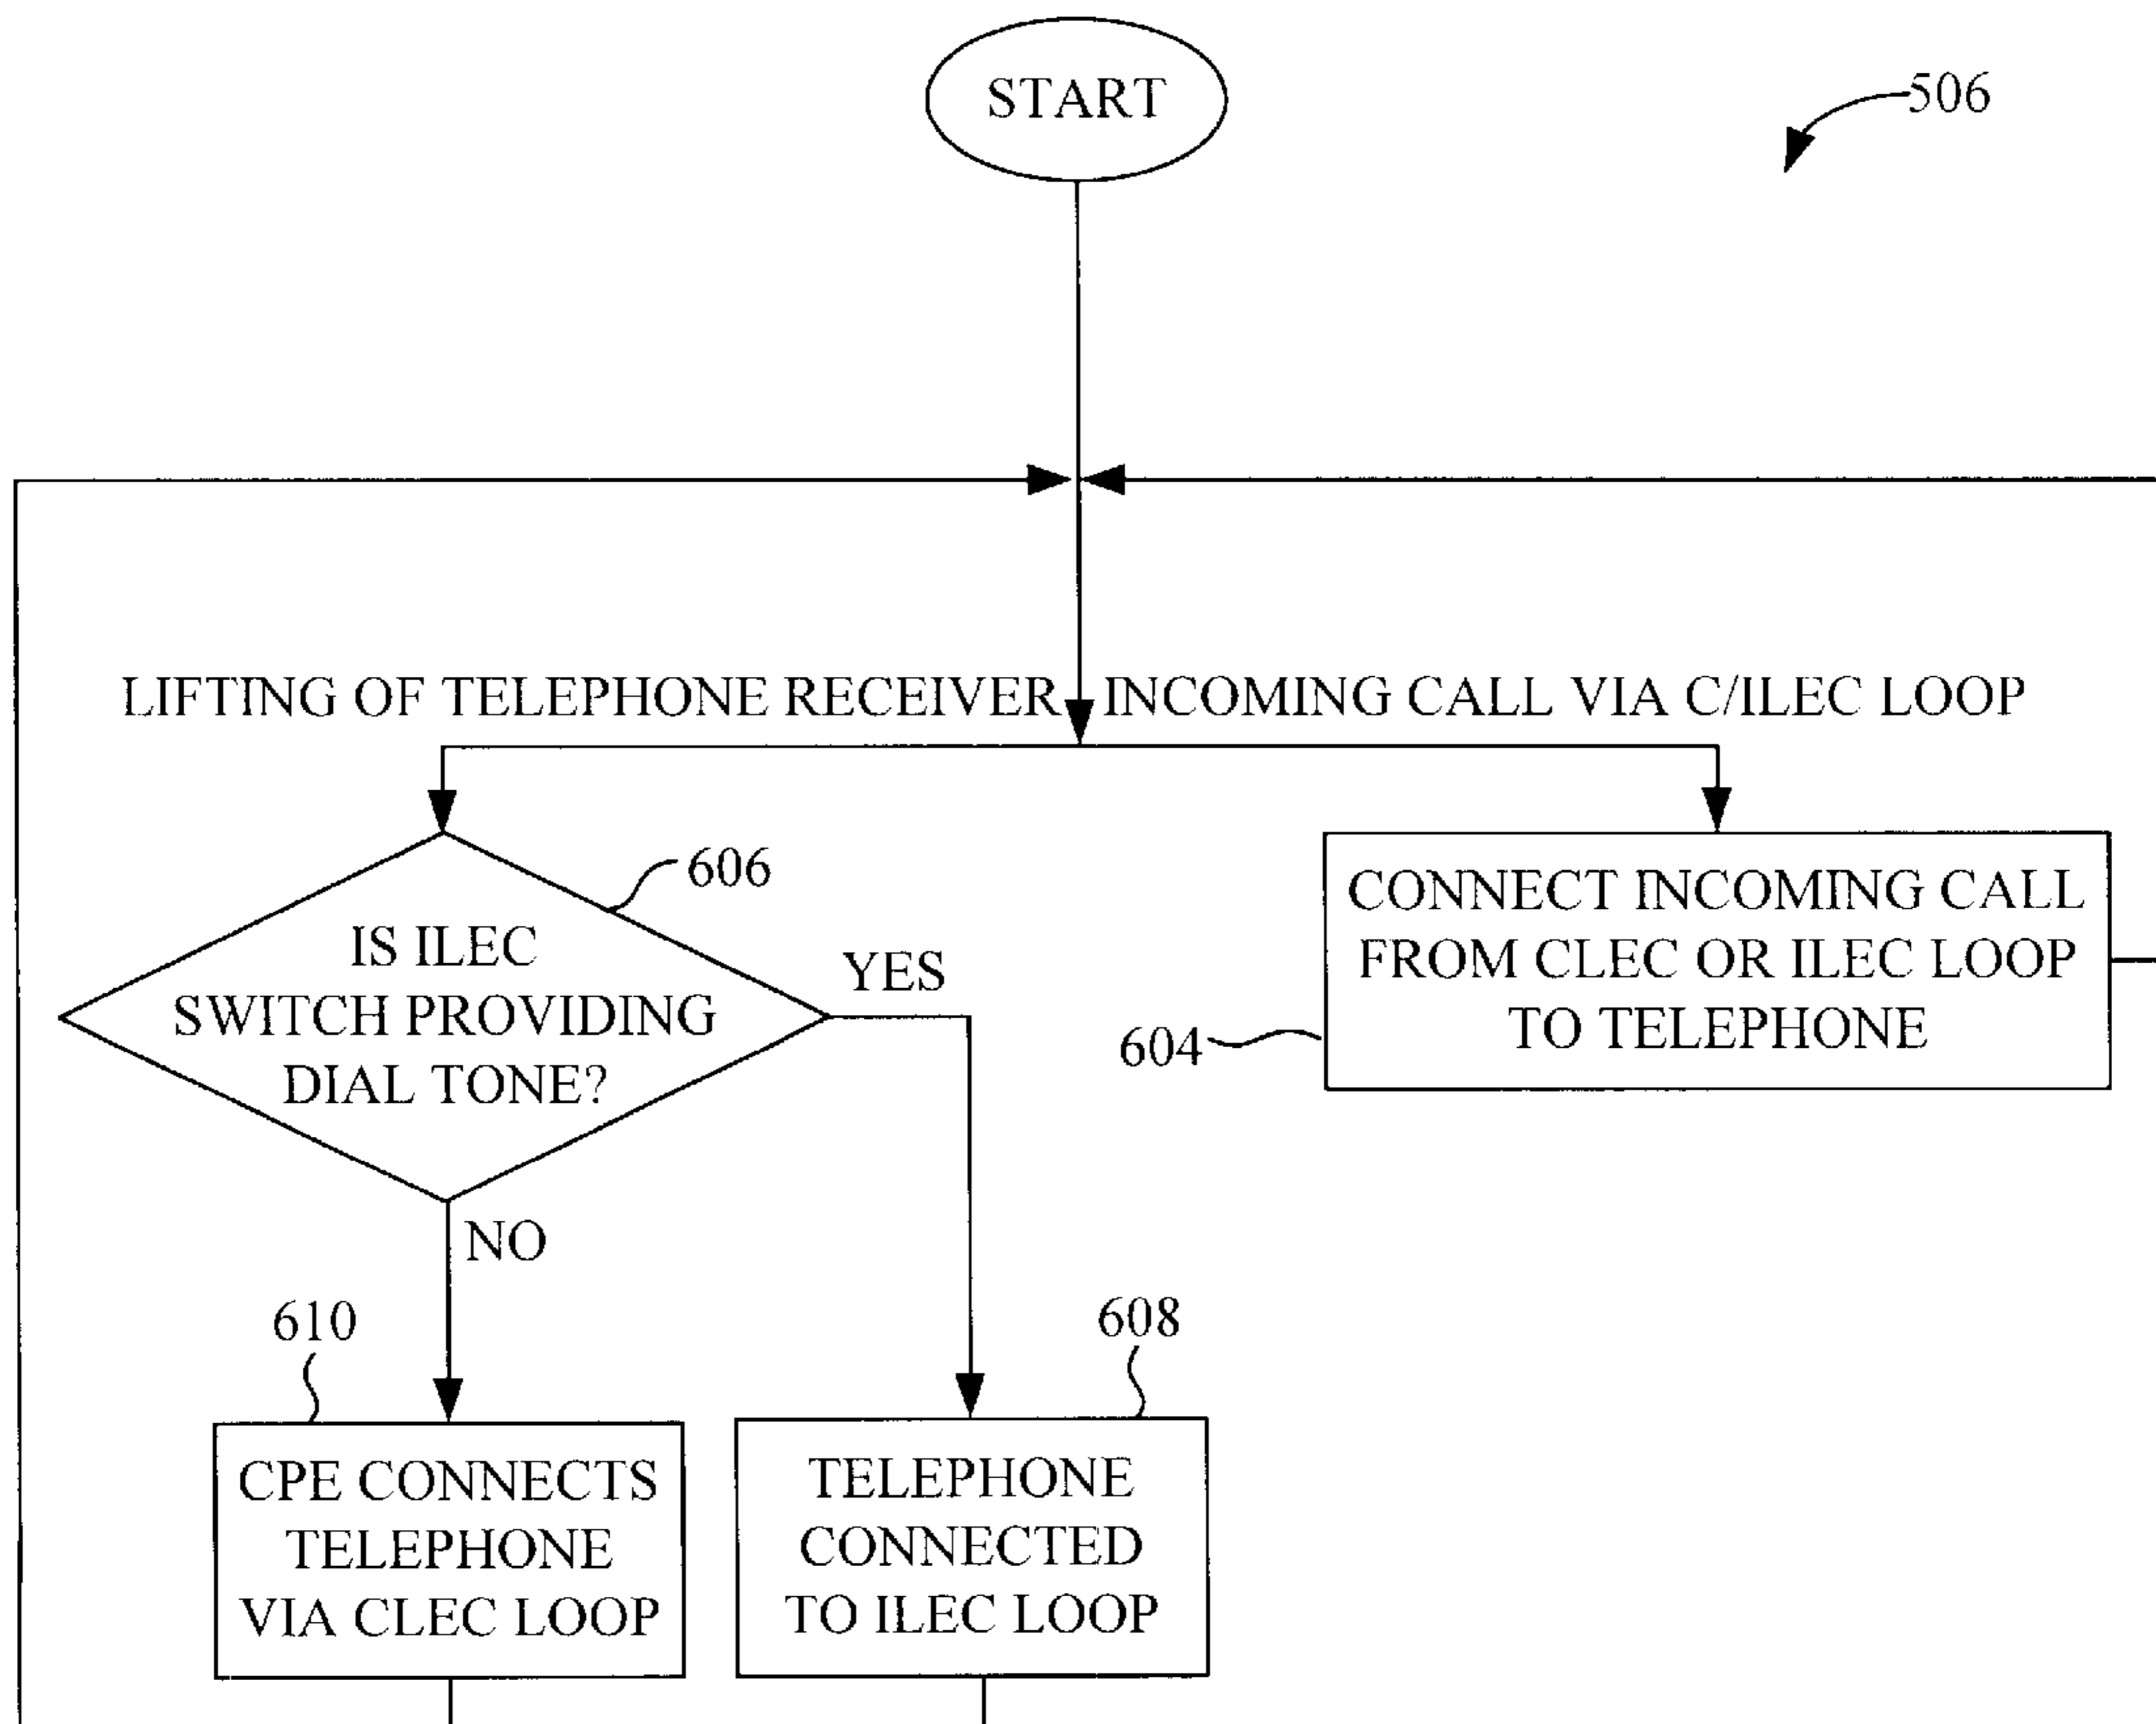 START
506
LIFTING OF TELEPHONE RECEIVER
INCOMING CALL VIA C/ILEC LOOP
606
IS ILEC
SWITCH PROVIDING
DIAL TONE?
YES
NO
CONNECT INCOMING CALL
FROM CLEC OR ILEC LOOP
TO TELEPHONE
604
610
CPE CONNECTS
TELEPHONE
VIA CLEC LOOP
608
TELEPHONE
CONNECTED
TO ILEC LOOP